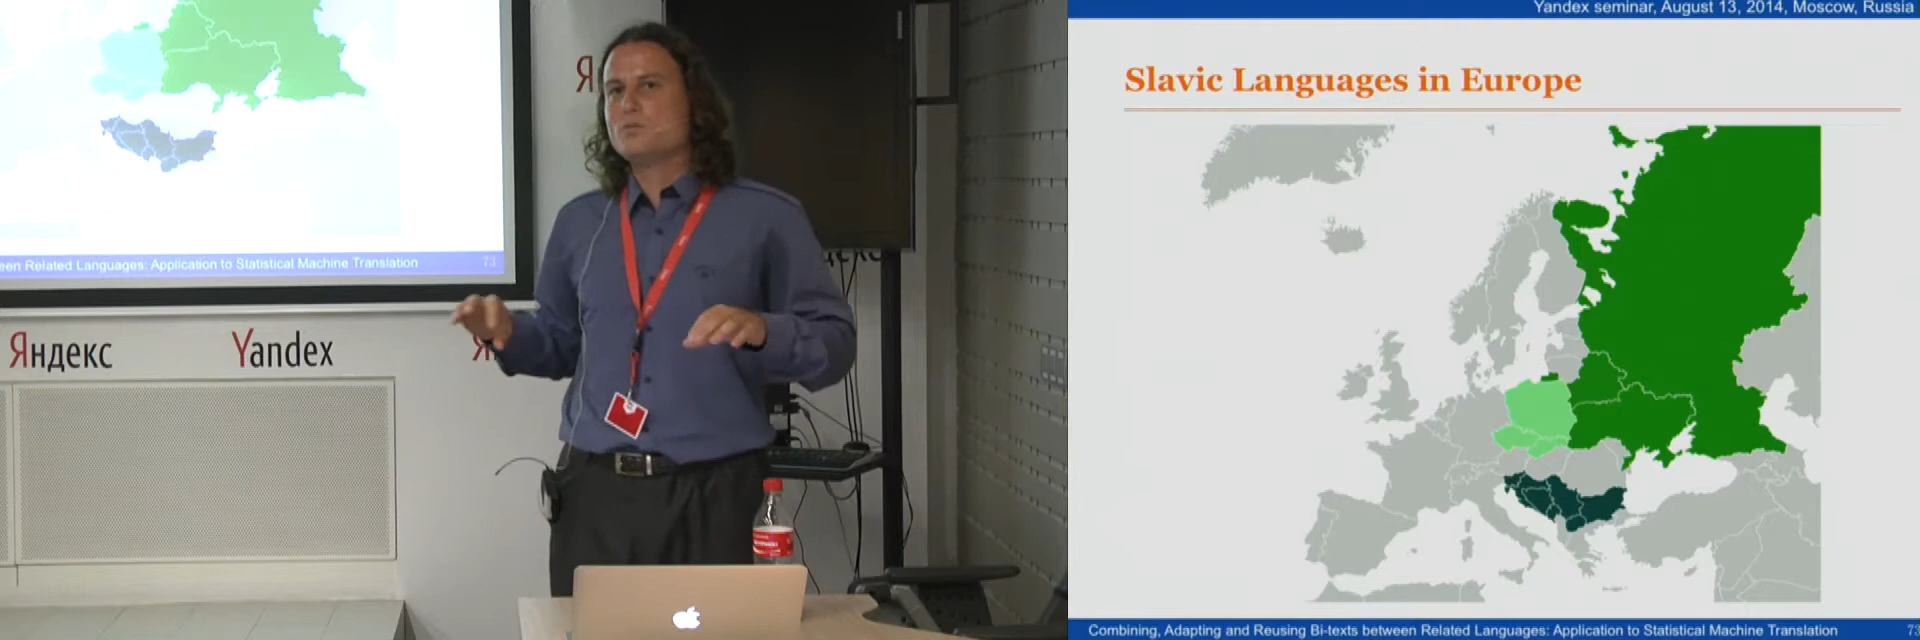 Yandex seminar, August 13, 2014, Moscow, Russia
Slavic Languages in Europe
Combining, Adapting and Reusing Bi-texts between Related Languages: Application to Statistical Machine Translation
73
Related Languages: Application to Statistical Machine Translation 73
Яндекс
Yandex